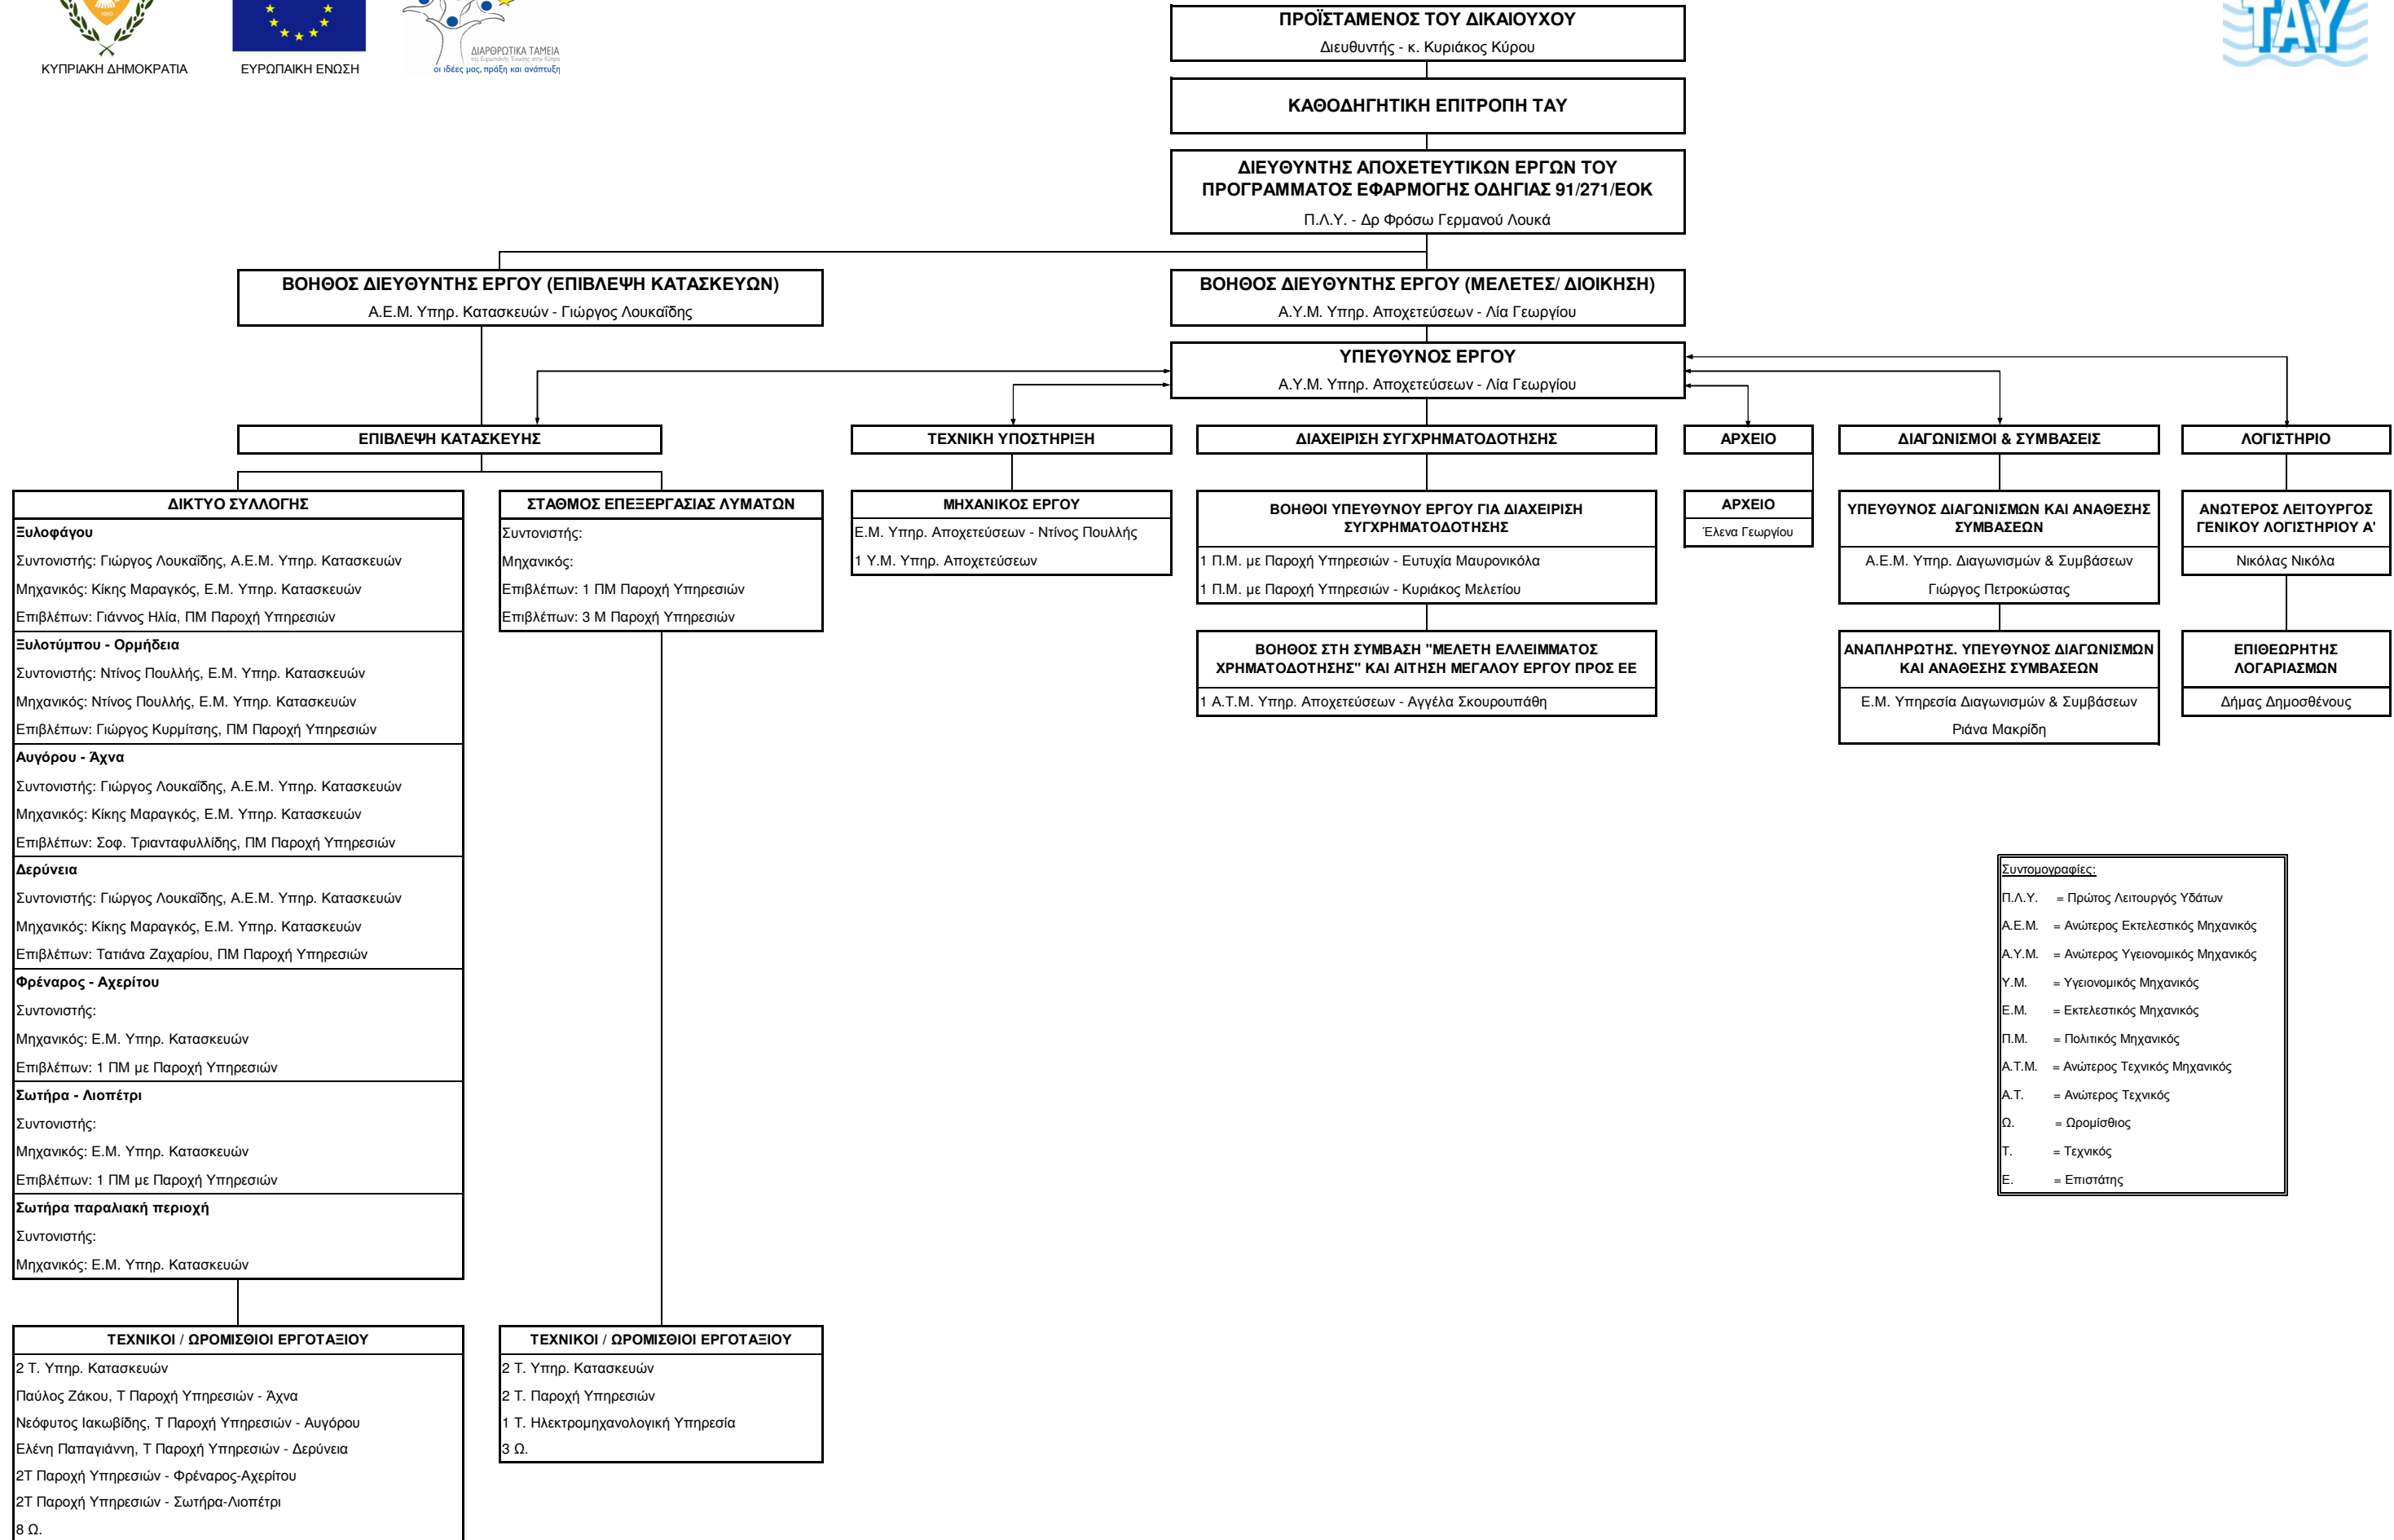 ΚΥΠΡΙΑΚΗ ΔΗΜΟΚΡΑΤΙΑ
ΕΥΡΩΠΑΙΚΗ ΕΝΩΣΗ
ΔΙΑΡΘΡΩΤΙΚΑ ΤΑΜΕΙΑ
της Ευρωπαϊκής Ένωσης στην Κύπρο
οι ιδέες μας, πράξη και ανάπτυξη
ΤΑΥ
ΠΡΟΪΣΤΑΜΕΝΟΣ ΤΟΥ ΔΙΚΑΙΟΥΧΟΥ
Διευθυντής - κ. Κυριάκος Κύρου
ΚΑΘΟΔΗΓΗΤΙΚΗ ΕΠΙΤΡΟΠΗ ΤΑΥ
ΔΙΕΥΘΥΝΤΗΣ ΑΠΟΧΕΤΕΥΤΙΚΩΝ ΕΡΓΩΝ ΤΟΥ
ΠΡΟΓΡΑΜΜΑΤΟΣ ΕΦΑΡΜΟΓΗΣ ΟΔΗΓΙΑΣ 91/271/ΕΟΚ
Π.Λ.Υ. - Δρ Φρόσω Γερμανού Λουκά
ΒΟΗΘΟΣ ΔΙΕΥΘΥΝΤΗΣ ΕΡΓΟΥ (ΕΠΙΒΛΕΨΗ ΚΑΤΑΣΚΕΥΩΝ)
Α.Ε.Μ. Υπηρ. Κατασκευών - Γιώργος Λουκαΐδης
ΒΟΗΘΟΣ ΔΙΕΥΘΥΝΤΗΣ ΕΡΓΟΥ (ΜΕΛΕΤΕΣ/ ΔΙΟΙΚΗΣΗ)
Α.Υ.Μ. Υπηρ. Αποχετεύσεων - Λία Γεωργίου
ΥΠΕΥΘΥΝΟΣ ΕΡΓΟΥ
Α.Υ.Μ. Υπηρ. Αποχετεύσεων - Λία Γεωργίου
ΕΠΙΒΛΕΨΗ ΚΑΤΑΣΚΕΥΗΣ
ΤΕΧΝΙΚΗ ΥΠΟΣΤΗΡΙΞΗ
ΔΙΑΧΕΙΡΙΣΗ ΣΥΓΧΡΗΜΑΤΟΔΟΤΗΣΗΣ
ΑΡΧΕΙΟ
ΔΙΑΓΩΝΙΣΜΟΙ & ΣΥΜΒΑΣΕΙΣ
ΛΟΓΙΣΤΗΡΙΟ
ΔΙΚΤΥΟ ΣΥΛΛΟΓΗΣ
Ξυλοφάγου
Συντονιστής: Γιώργος Λουκαΐδης, Α.Ε.Μ. Υπηρ. Κατασκευών
Μηχανικός: Κίκης Μαραγκός, Ε.Μ. Υπηρ. Κατασκευών
Επιβλέπων: Γιάννος Ηλία, ΠΜ Παροχή Υπηρεσιών
Ξυλοτύμπου - Ορμήδεια
Συντονιστής: Ντίνος Πουλλής, Ε.Μ. Υπηρ. Κατασκευών
Μηχανικός: Ντίνος Πουλλής, Ε.Μ. Υπηρ. Κατασκευών
Επιβλέπων: Γιώργος Κυρμίτσης, ΠΜ Παροχή Υπηρεσιών
Αυγόρου - Άχνα
Συντονιστής: Γιώργος Λουκαΐδης, Α.Ε.Μ. Υπηρ. Κατασκευών
Μηχανικός: Κίκης Μαραγκός, Ε.Μ. Υπηρ. Κατασκευών
Επιβλέπων: Σοφ. Τριανταφυλλίδης, ΠΜ Παροχή Υπηρεσιών
Δερύνεια
Συντονιστής: Γιώργος Λουκαΐδης, Α.Ε.Μ. Υπηρ. Κατασκευών
Μηχανικός: Κίκης Μαραγκός, Ε.Μ. Υπηρ. Κατασκευών
Επιβλέπων: Τατιάνα Ζαχαρίου, ΠΜ Παροχή Υπηρεσιών
Φρέναρος - Αχερίτου
Συντονιστής:
Μηχανικός: Ε.Μ. Υπηρ. Κατασκευών
Επιβλέπων: 1 ΠΜ με Παροχή Υπηρεσιών
Σωτήρα - Λιοπέτρι
Συντονιστής:
Μηχανικός: Ε.Μ. Υπηρ. Κατασκευών
Επιβλέπων: 1 ΠΜ με Παροχή Υπηρεσιών
Σωτήρα παραλιακή περιοχή
Συντονιστής:
Μηχανικός: Ε.Μ. Υπηρ. Κατασκευών
ΣΤΑΘΜΟΣ ΕΠΕΞΕΡΓΑΣΙΑΣ ΛΥΜΑΤΩΝ
Συντονιστής:
Μηχανικός:
Επιβλέπων: 1 ΠΜ Παροχή Υπηρεσιών
Επιβλέπων: 3 Μ Παροχή Υπηρεσιών
ΜΗΧΑΝΙΚΟΣ ΕΡΓΟΥ
Ε.Μ. Υπηρ. Αποχετεύσεων - Ντίνος Πουλλής
1 Υ.Μ. Υπηρ. Αποχετεύσεων
ΒΟΗΘΟΙ ΥΠΕΥΘΥΝΟΥ ΕΡΓΟΥ ΓΙΑ ΔΙΑΧΕΙΡΙΣΗ
ΣΥΓΧΡΗΜΑΤΟΔΟΤΗΣΗΣ
1 Π.Μ. με Παροχή Υπηρεσιών - Ευτυχία Μαυρονικόλα
1 Π.Μ. με Παροχή Υπηρεσιών - Κυριάκος Μελετίου
ΒΟΗΘΟΣ ΣΤΗ ΣΥΜΒΑΣΗ "ΜΕΛΕΤΗ ΕΛΛΕΙΜΜΑΤΟΣ
ΧΡΗΜΑΤΟΔΟΤΗΣΗΣ" ΚΑΙ ΑΙΤΗΣΗ ΜΕΓΑΛΟΥ ΕΡΓΟΥ ΠΡΟΣ ΕΕ
1 Α.Τ.Μ. Υπηρ. Αποχετεύσεων - Αγγέλα Σκουρουπάθη
ΑΡΧΕΙΟ
Έλενα Γεωργίου
ΥΠΕΥΘΥΝΟΣ ΔΙΑΓΩΝΙΣΜΩΝ ΚΑΙ ΑΝΑΘΕΣΗΣ
ΣΥΜΒΑΣΕΩΝ
Α.Ε.Μ. Υπηρ. Διαγωνισμών & Συμβάσεων
Γιώργος Πετροκώστας
ΑΝΑΠΛΗΡΩΤΗΣ. ΥΠΕΥΘΥΝΟΣ ΔΙΑΓΩΝΙΣΜΩΝ
ΚΑΙ ΑΝΑΘΕΣΗΣ ΣΥΜΒΑΣΕΩΝ
Ε.Μ. Υπηρεσία Διαγωνισμών & Συμβάσεων
Ριάνα Μακρίδη
ΑΝΩΤΕΡΟΣ ΛΕΙΤΟΥΡΓΟΣ
ΓΕΝΙΚΟΥ ΛΟΓΙΣΤΗΡΙΟΥ Α'
Νικόλας Νικόλα
ΕΠΙΘΕΩΡΗΤΗΣ
ΛΟΓΑΡΙΑΣΜΩΝ
Δήμας Δημοσθένους
Συντομογραφίες:
Π.Λ.Υ. = Πρώτος Λειτουργός Υδάτων
Α.Ε.Μ. = Ανώτερος Εκτελεστικός Μηχανικός
Α.Υ.Μ. = Ανώτερος Υγειονομικός Μηχανικός
Υ.Μ. = Υγειονομικός Μηχανικός
Ε.Μ. = Εκτελεστικός Μηχανικός
Π.Μ. = Πολιτικός Μηχανικός
Α.Τ.Μ. = Ανώτερος Τεχνικός Μηχανικός
Α.Τ. = Ανώτερος Τεχνικός
Ω. = Ωρομίσθιος
Τ. = Τεχνικός
Ε. = Επιστάτης
ΤΕΧΝΙΚΟΙ / ΩΡΟΜΙΣΘΙΟΙ ΕΡΓΟΤΑΞΙΟΥ
2 Τ. Υπηρ. Κατασκευών
Παύλος Ζάκου, Τ Παροχή Υπηρεσιών - Άχνα
Νεόφυτος Ιακωβίδης, Τ Παροχή Υπηρεσιών - Αυγόρου
Ελένη Παπαγιάννη, Τ Παροχή Υπηρεσιών - Δερύνεια
2Τ Παροχή Υπηρεσιών - Φρέναρος-Αχερίτου
2Τ Παροχή Υπηρεσιών - Σωτήρα-Λιοπέτρι
8 Ω.
ΤΕΧΝΙΚΟΙ / ΩΡΟΜΙΣΘΙΟΙ ΕΡΓΟΤΑΞΙΟΥ
2 Τ. Υπηρ. Κατασκευών
2 Τ. Παροχή Υπηρεσιών
1 Τ. Ηλεκτρομηχανολογική Υπηρεσία
3 Ω.